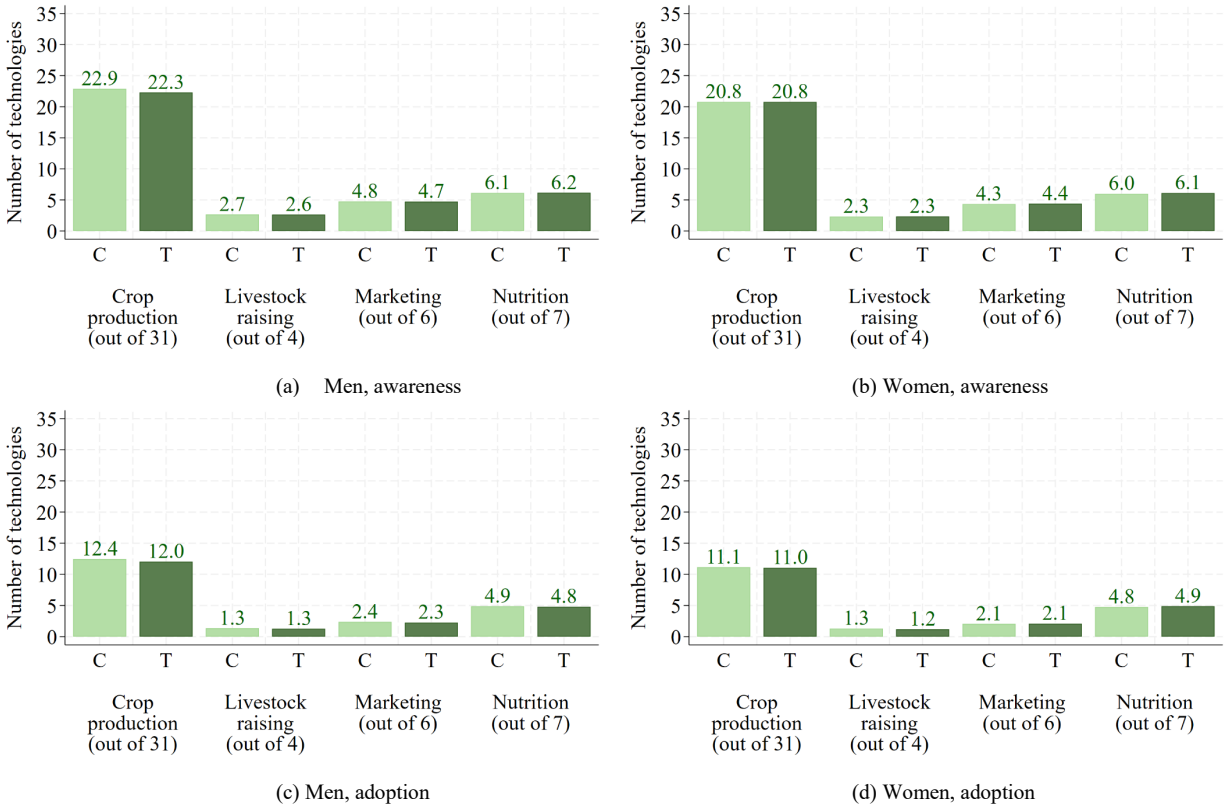 Number of technologies
35
30
25
20
15
10
5
0
22.9 22.3 2.7 2.6 4.8 4.7 6.1 6.2
C T C T C T C T
Crop production (out of 31)
Livestock raising (out of 4)
Marketing (out of 6)
Nutrition (out of 7)
(a) Men, awareness
Number of technologies
35
30
25
20
15
10
5
0
20.8 20.8 2.3 2.3 4.3 4.4 6.0 6.1
C T C T C T C T
Crop production (out of 31)
Livestock raising (out of 4)
Marketing (out of 6)
Nutrition (out of 7)
(b) Women, awareness
Number of technologies
35
30
25
20
15
10
5
0
12.4 12.0 1.3 1.3 2.4 2.3 4.9 4.8
C T C T C T C T
Crop production (out of 31)
Livestock raising (out of 4)
Marketing (out of 6)
Nutrition (out of 7)
(c) Men, adoption
Number of technologies
35
30
25
20
15
10
5
0
11.1 11.0 1.3 1.2 2.1 2.1 4.8 4.9
C T C T C T C T
Crop production (out of 31)
Livestock raising (out of 4)
Marketing (out of 6)
Nutrition (out of 7)
(d) Women, adoption